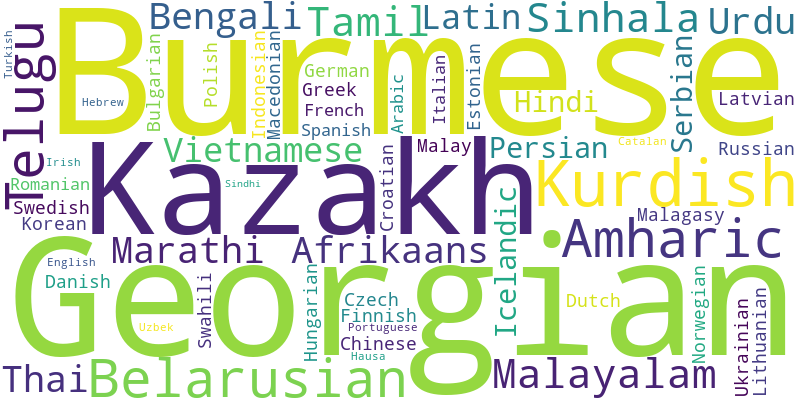 Bengali
Tamil
Latin
Sinhala
Urdu
Turkish
Telugu
Burmese
Hebrew
Bulgarian
Polish
Indonesian
Macedonian
German
Greek
French
Spanish
Arabic
Italian
Estonian
Hindi
Serbian
Latvian
Vietnamese
Malay
Persian
Catalan
Russian
Irish
Romanian
Swedish
Korean
Kazakh
Sindhi
Croatian
Kurdish
Malagasy
Marathi
Afrikaans
Icelandic
Amharic
English
Danish
Georgian
Uzbek
Swahili
Hungarian
Czech
Finnish
Portuguese
Chinese
Hausa
Dutch
Norwegian
Ukrainian
Lithuanian
Thai
Belarusian
Malayalam